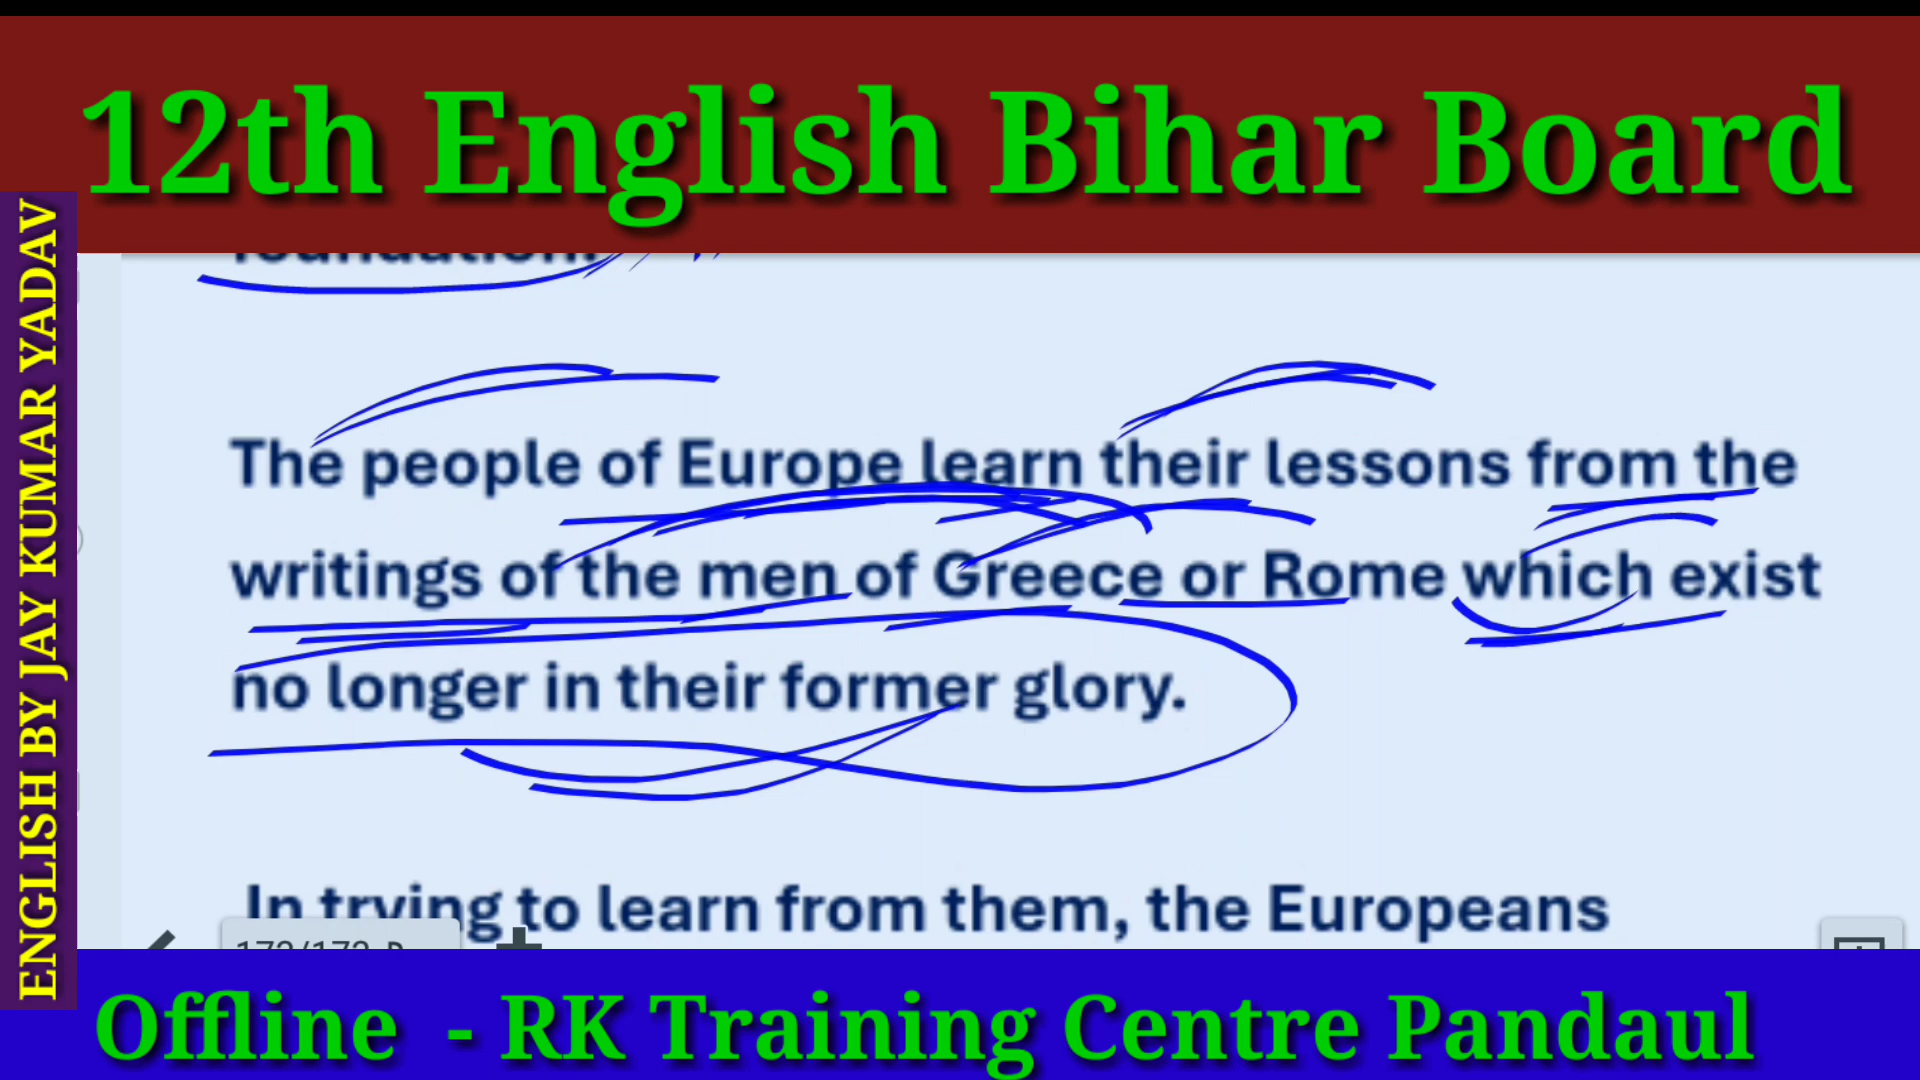 12th English Bihar Board
ENGLISH BY JAY KUMAR YADAV
foundation.
The people of Europe learn their lessons from the
writings of the men of Greece or Rome which exist
no longer in their former glory.
In trying to learn from them, the Europeans
Offline - RK Training Centre Pandaul